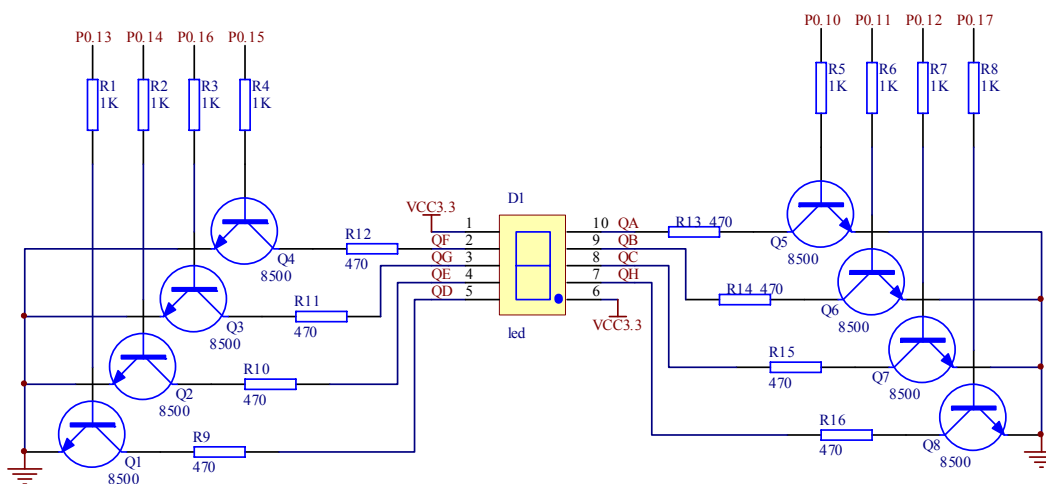 P0.13 P0.14 P0.16 P0.15
P0.10 P0.11 P0.12 P0.17
R1 1K
R2 1K
R3 1K
R4 1K
R5 1K
R6 1K
R7 1K
R8 1K
D1
VCC3.3
1
QF 2
QG 3
QE 4
QD 5
10 QA
9 QB
8 QC
7 QH
6
VCC3.3
led
R12
470
Q4
8500
R11
470
Q3
8500
R10
470
Q2
8500
R9
470
Q1
8500
R13 470
Q5
8500
R14 470
Q6
8500
R15
470
Q7
8500
R16
470
Q8
8500